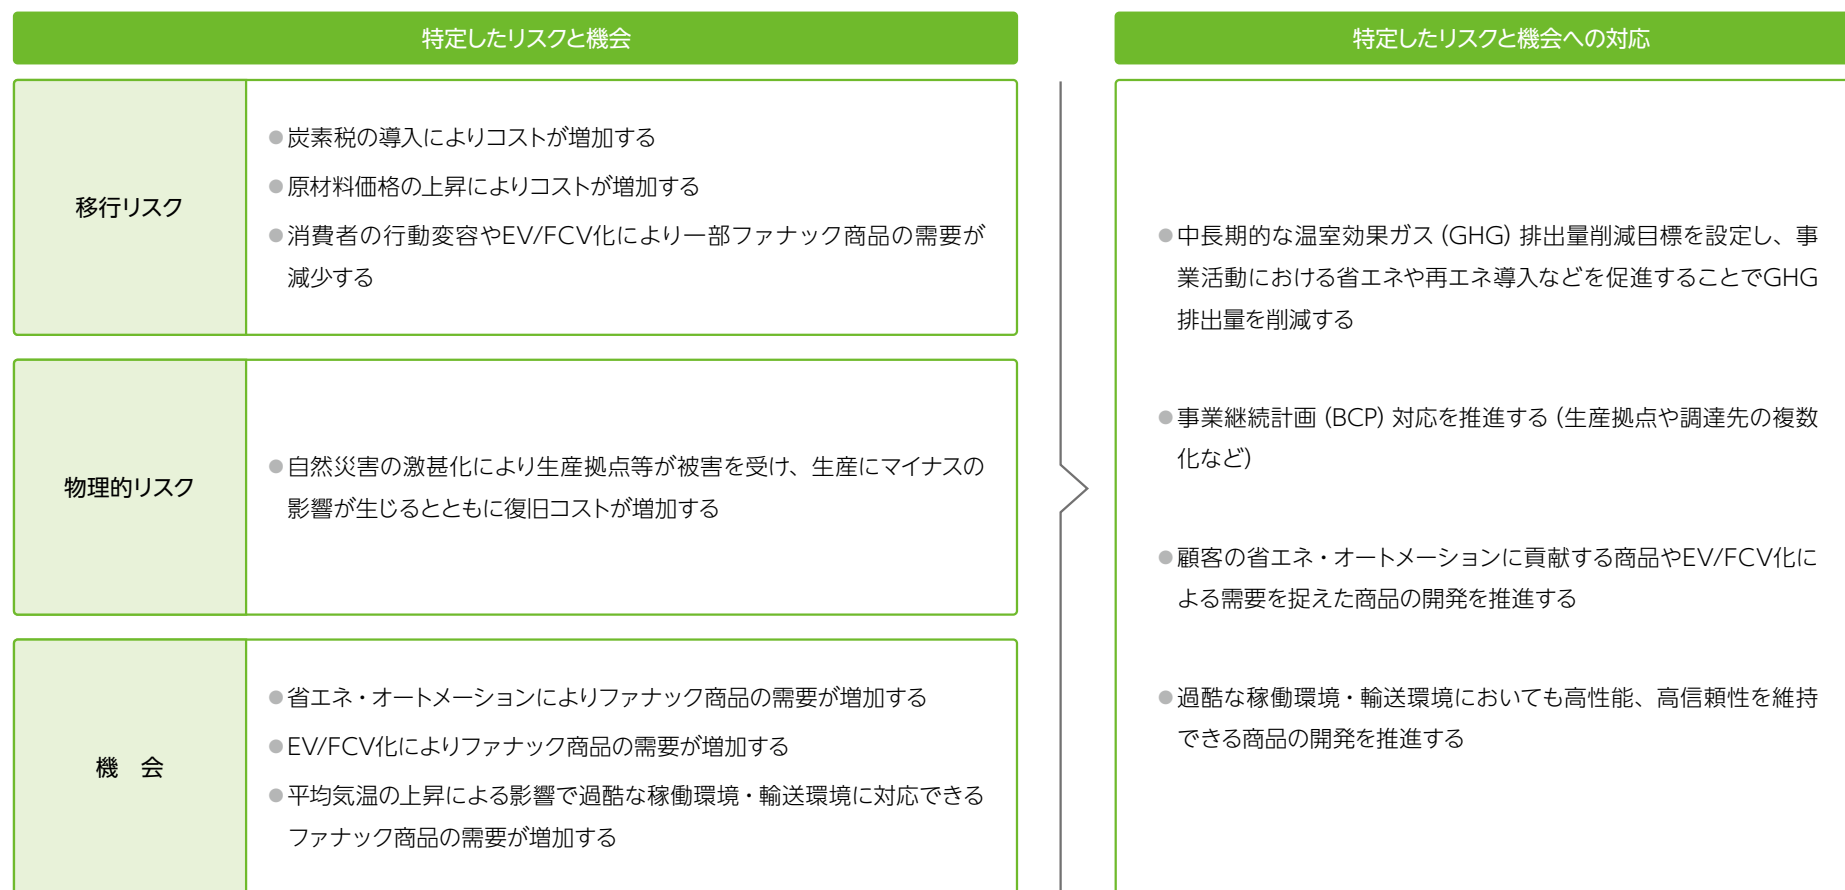 特定したリスクと機会
移行リスク
●炭素税の導入によりコストが増加する
●原材料価格の上昇によりコストが増加する
●消費者の行動変容やEV/FCV化により一部ファナック商品の需要が
減少する
物理的リスク
●自然災害の激甚化により生産拠点等が被害を受け、生産にマイナスの
影響が生じるとともに復旧コストが増加する
機　会
●省エネ・オートメーションによりファナック商品の需要が増加する
●EV/FCV化によりファナック商品の需要が増加する
●平均気温の上昇による影響で過酷な稼働環境・輸送環境に対応できる
ファナック商品の需要が増加する
特定したリスクと機会への対応
●中長期的な温室効果ガス (GHG) 排出量削減目標を設定し、事
業活動における省エネや再エネ導入などを促進することでGHG
排出量を削減する
●事業継続計画 (BCP) 対応を推進する (生産拠点や調達先の複数
化など)
●顧客の省エネ・オートメーションに貢献する商品やEV/FCV化に
よる需要を捉えた商品の開発を推進する
●過酷な稼働環境・輸送環境においても高性能、高信頼性を維持
できる商品の開発を推進する